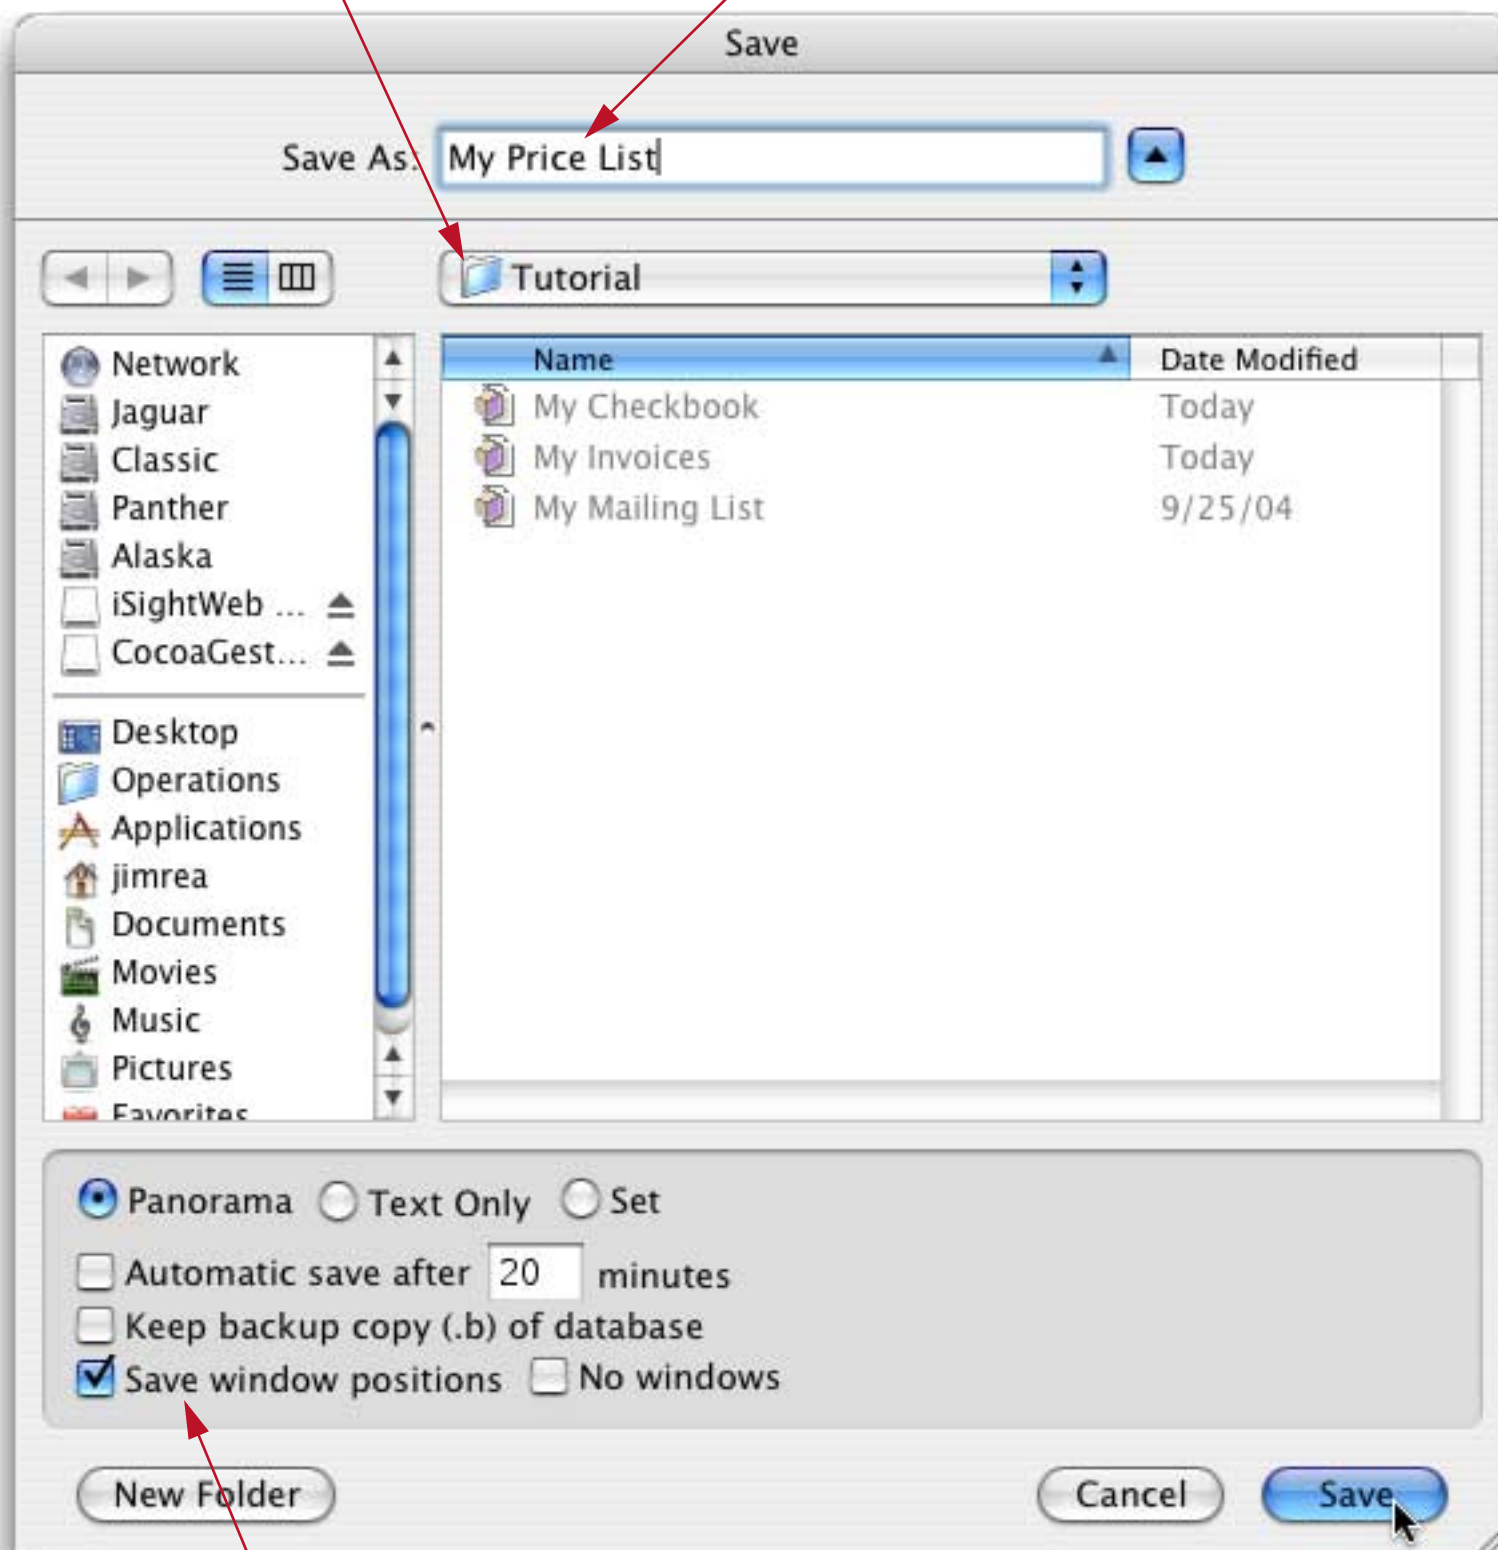 Save
Save As: My Price List
Tutorial
Name Date Modified
Network
Jaguar
Classic
Panther
Alaska
iSightWeb ...
CocoaGest...
Desktop
Operations
Applications
jimrea
Documents
Movies
Music
Pictures
Favorites
My Checkbook Today
My Invoices Today
My Mailing List 9/25/04
Panorama Text Only Set
Automatic save after 20 minutes
Keep backup copy (.b) of database
Save window positions No windows
New Folder Cancel Save